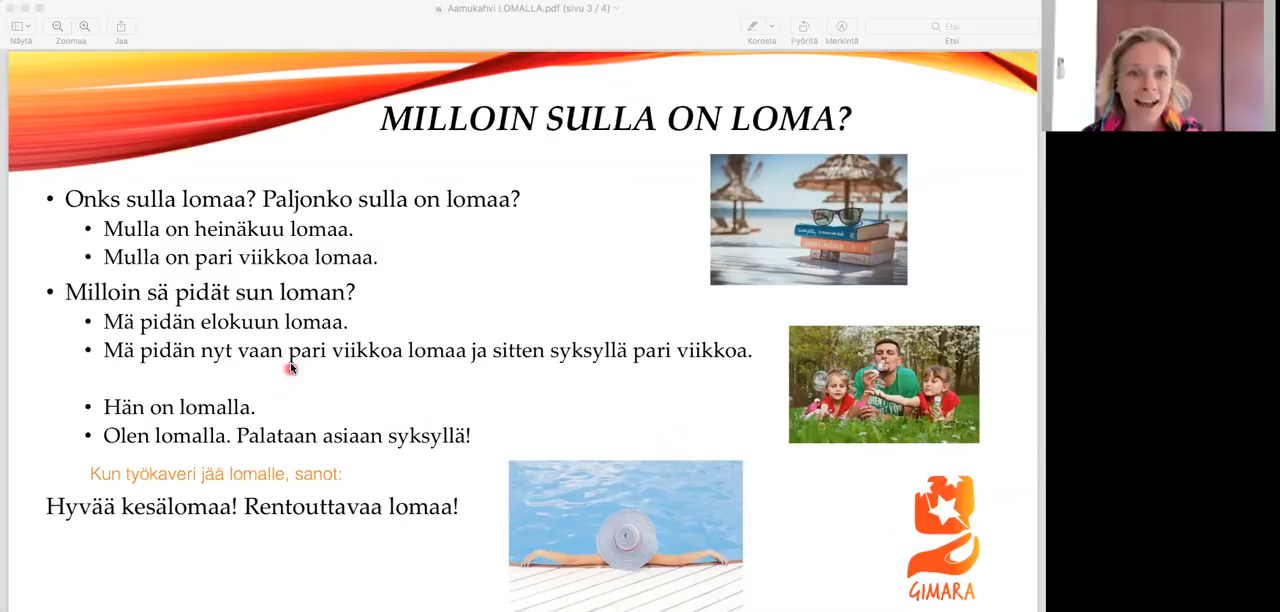 Aamukahvi LOMALLA.pdf (sivu 3 / 4)
Näytä
Zoomaa
Jaa
Korosta
Pyöritä
Merkintä
Etsi
Etsi
MILLOIN SULLA ON LOMA?
• Onks sulla lomaa? Paljonko sulla on lomaa?
• Mulla on heinäkuu lomaa.
• Mulla on pari viikkoa lomaa.
• Milloin sä pidät sun loman?
• Mä pidän elokuun lomaa.
• Mä pidän nyt vaan pari viikkoa lomaa ja sitten syksyllä pari viikkoa.
• Hän on lomalla.
• Olen lomalla. Palataan asiaan syksyllä!
Kun työkaveri jää lomalle, sanot:
Hyvää kesälomaa! Rentouttavaa lomaa!
GIMARA